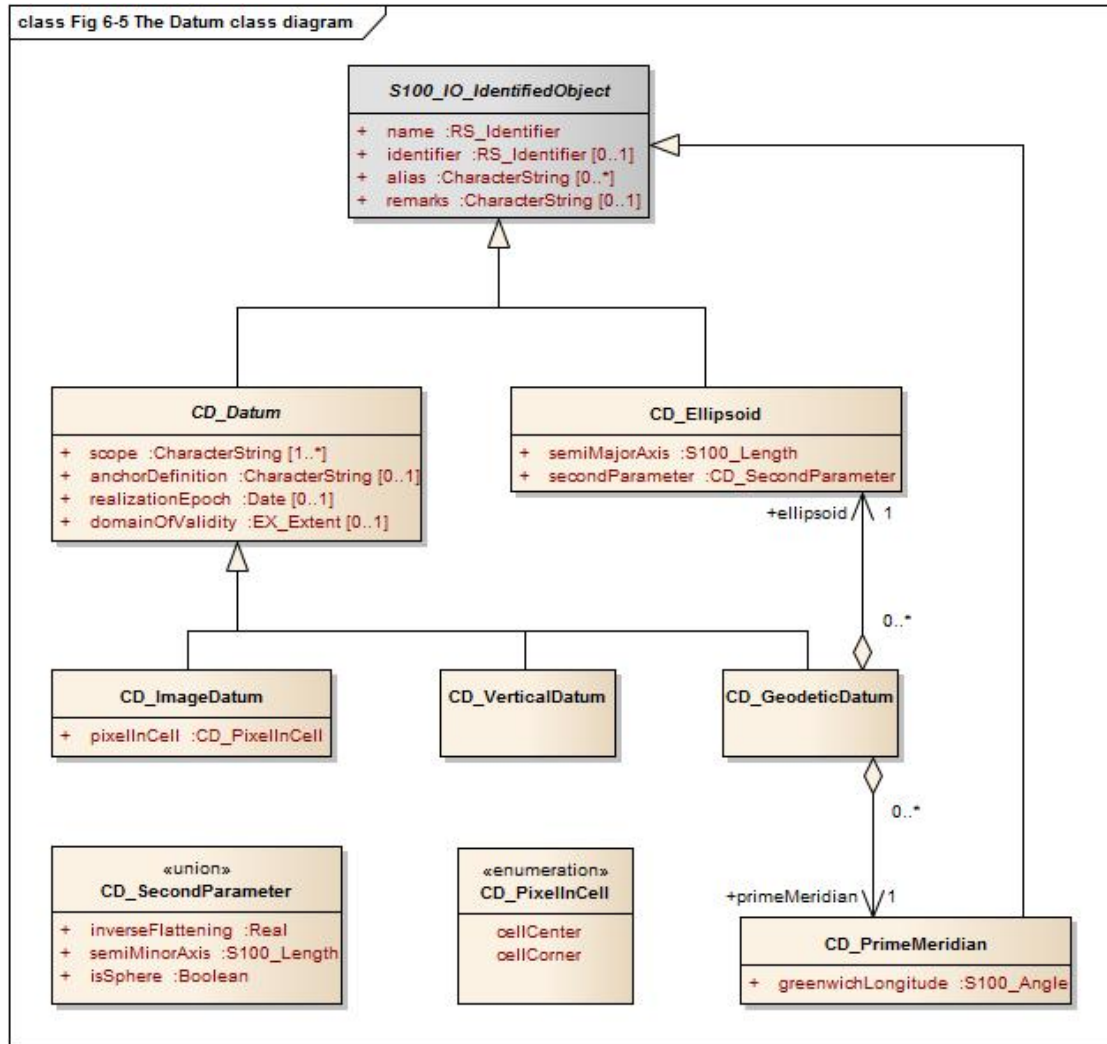 class Fig 6-5 The Datum class diagram
S100_IO_IdentifiedObject
+ name :RS_Identifier
+ identifier :RS_Identifier [0..1]
+ alias :CharacterString [0..*]
+ remarks :CharacterString [0..1]
CD_Datum
+ scope :CharacterString [1..*]
+ anchorDefinition :CharacterString [0..1]
+ realizationEpoch :Date [0..1]
+ domainOfValidity :EX_Extent [0..1]
CD_Ellipsoid
+ semiMajorAxis :S100_Length
+ secondParameter :CD_SecondParameter
+ellipsoid 1
0..*
CD_ImageDatum
+ pixelInCell :CD_PixelInCell
CD_VerticalDatum
CD_GeodeticDatum
0..*
+primeMeridian 1
«union»
CD_SecondParameter
+ inverseFlattening :Real
+ semiMinorAxis :S100_Length
+ isSphere :Boolean
«enumeration»
CD_PixelInCell
cellCenter
cellCorner
CD_PrimeMeridian
+ greenwichLongitude :S100_Angle